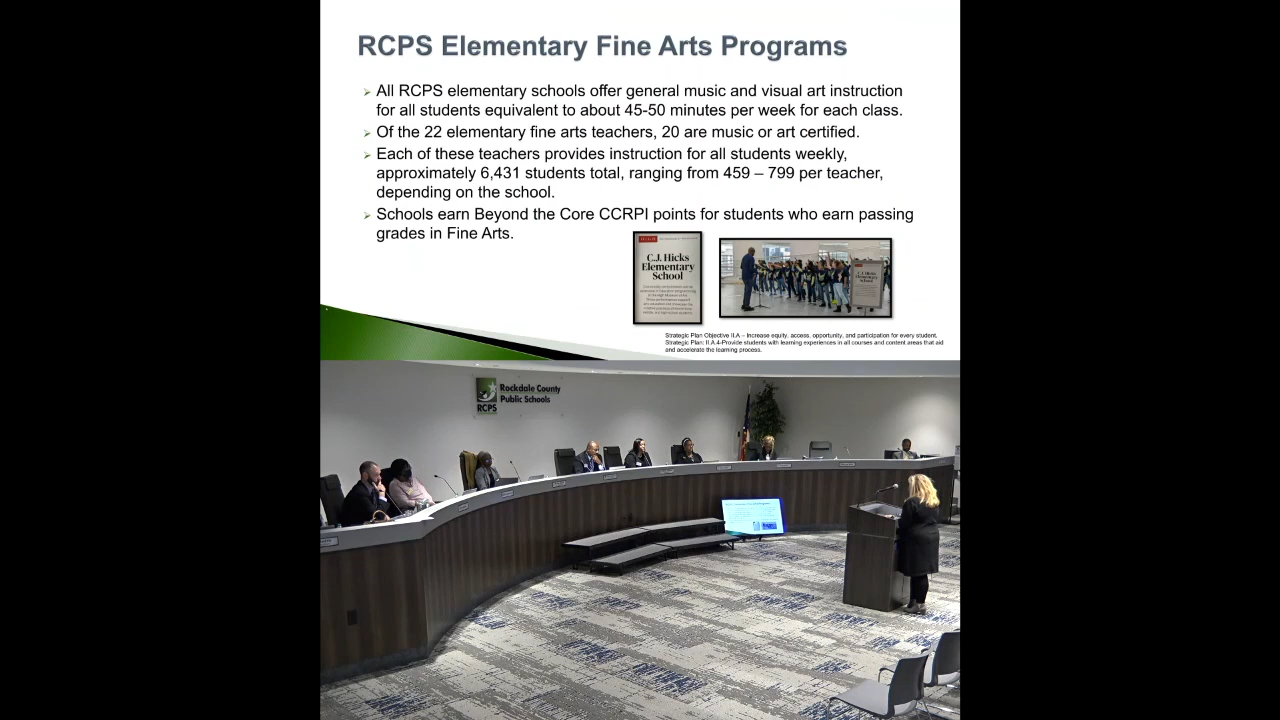 RCPS Elementary Fine Arts Programs
All RCPS elementary schools offer general music and visual art instruction
for all students equivalent to about 45-50 minutes per week for each class.
Of the 22 elementary fine arts teachers, 20 are music or art certified.
Each of these teachers provides instruction for all students weekly,
approximately 6,431 students total, ranging from 459 – 799 per teacher,
depending on the school.
Schools earn Beyond the Core CCRPI points for students who earn passing
grades in Fine Arts.
C.J. Hicks
Elementary
School
C.J. Hicks
Elementary
School
Strategic Plan Objective II.A – Increase equity, access, opportunity, and participation for every student.
Strategic Plan: II.A.4-Provide students with learning experiences in all courses and content areas that aid
and accelerate the learning process.
Rockdale County
Public Schools
RCPS